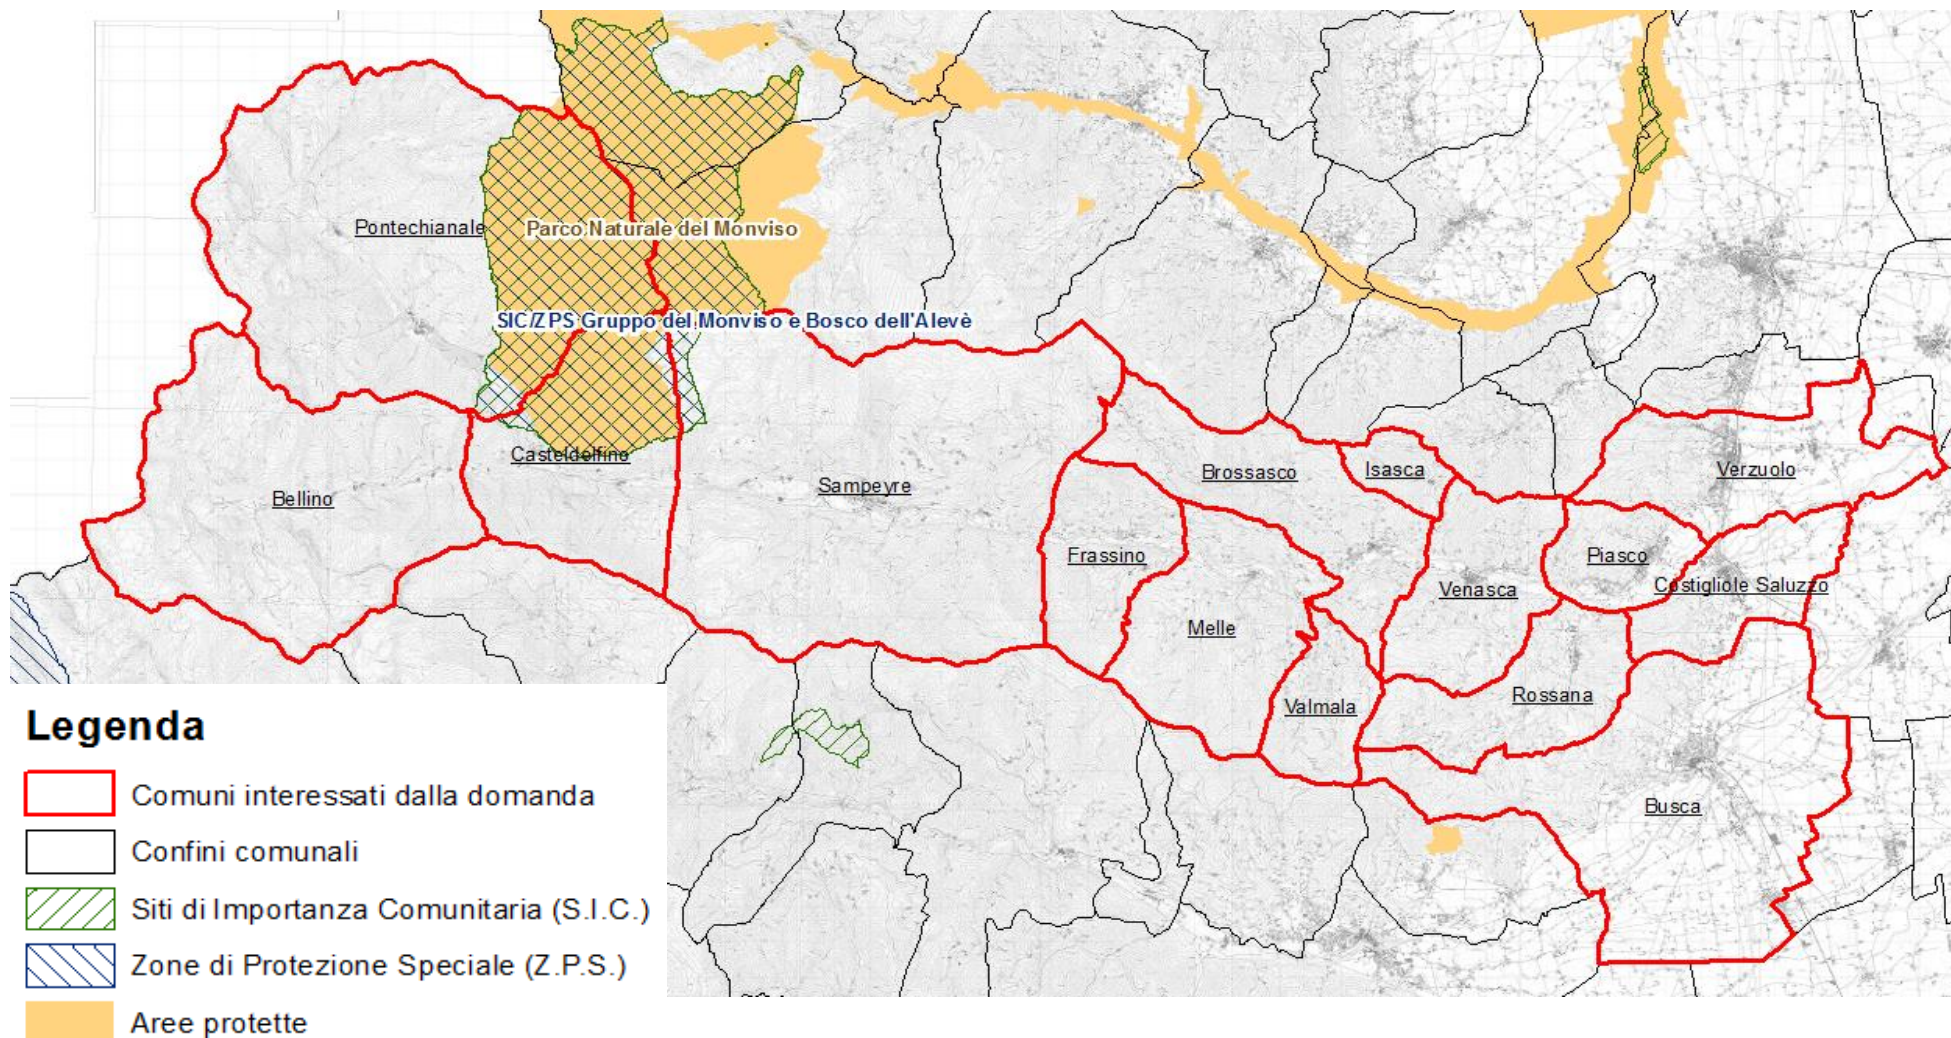 Pontechianale
Parco Naturale del Monviso
SIC/ZPS Gruppo del Monviso e Bosco dell'Alevè
Casteldelfino
Bellino
Sampeyre
Brossasco
Isasca
Verzuolo
Frassino
Piasco
Venasca
Costigliole Saluzzo
Melle
Valmala
Rossana
Busca
Legenda
Comuni interessati dalla domanda
Confini comunali
Siti di Importanza Comunitaria (S.I.C.)
Zone di Protezione Speciale (Z.P.S.)
Aree protette